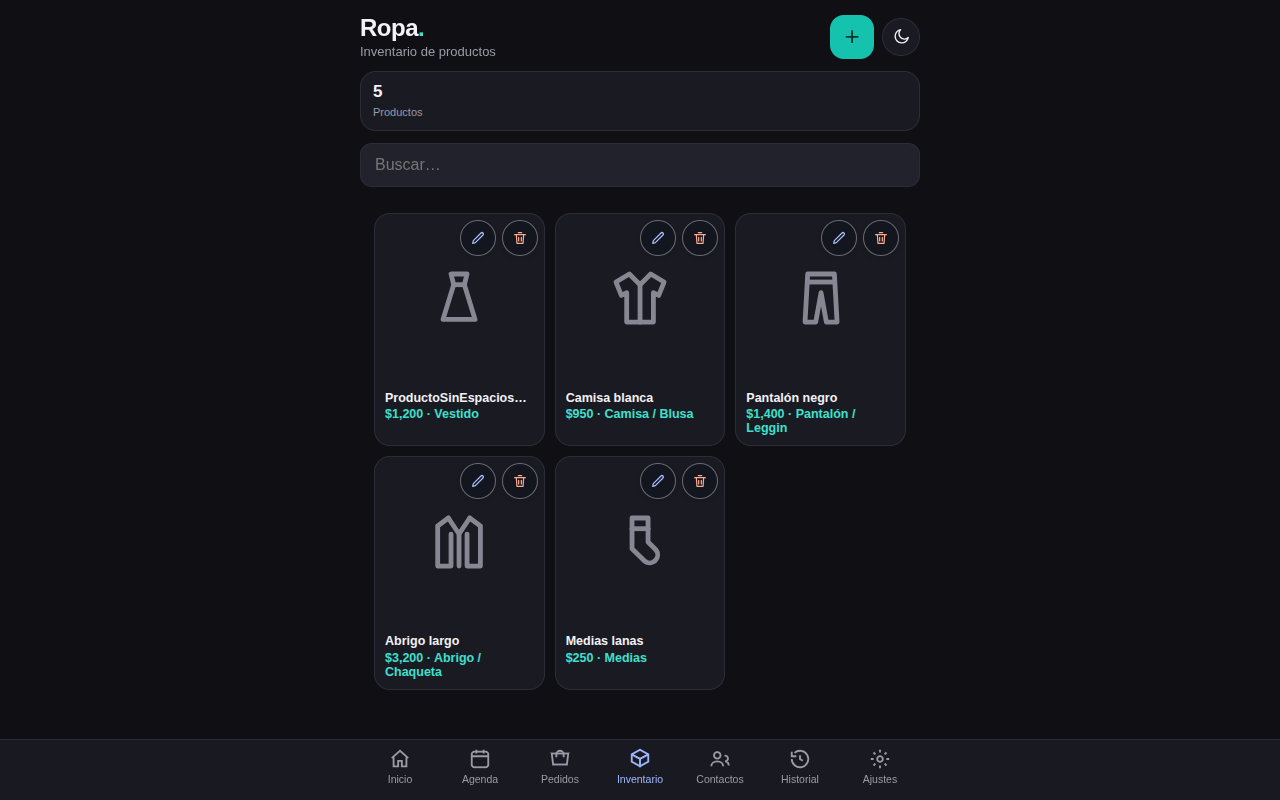 Ropa.
Inventario de productos
5
Productos
Buscar…
ProductoSinEspacios…
$1,200 · Vestido
Camisa blanca
$950 · Camisa / Blusa
Pantalón negro
$1,400 · Pantalón /
Leggin
Abrigo largo
$3,200 · Abrigo /
Chaqueta
Medias lanas
$250 · Medias
Inicio
Agenda
Pedidos
Inventario
Contactos
Historial
Ajustes